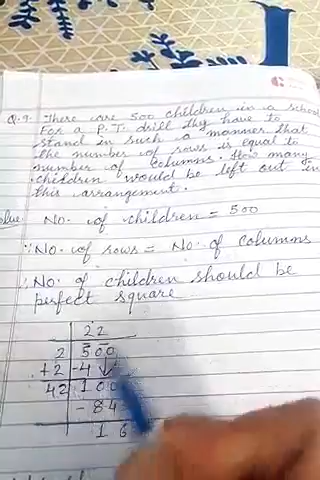 Q.9. There are 500 children in a school
For a P.T. drill they have to
stand in such a manner that
the number of rows is equal to
number of columns. How many
children would be left out in
this arrangement.
No. of children = 500
∵ No. of rows = No. of columns
∴ No. of children should be
perfect square
22
2 500
+2 -4
42 100
- 84
16